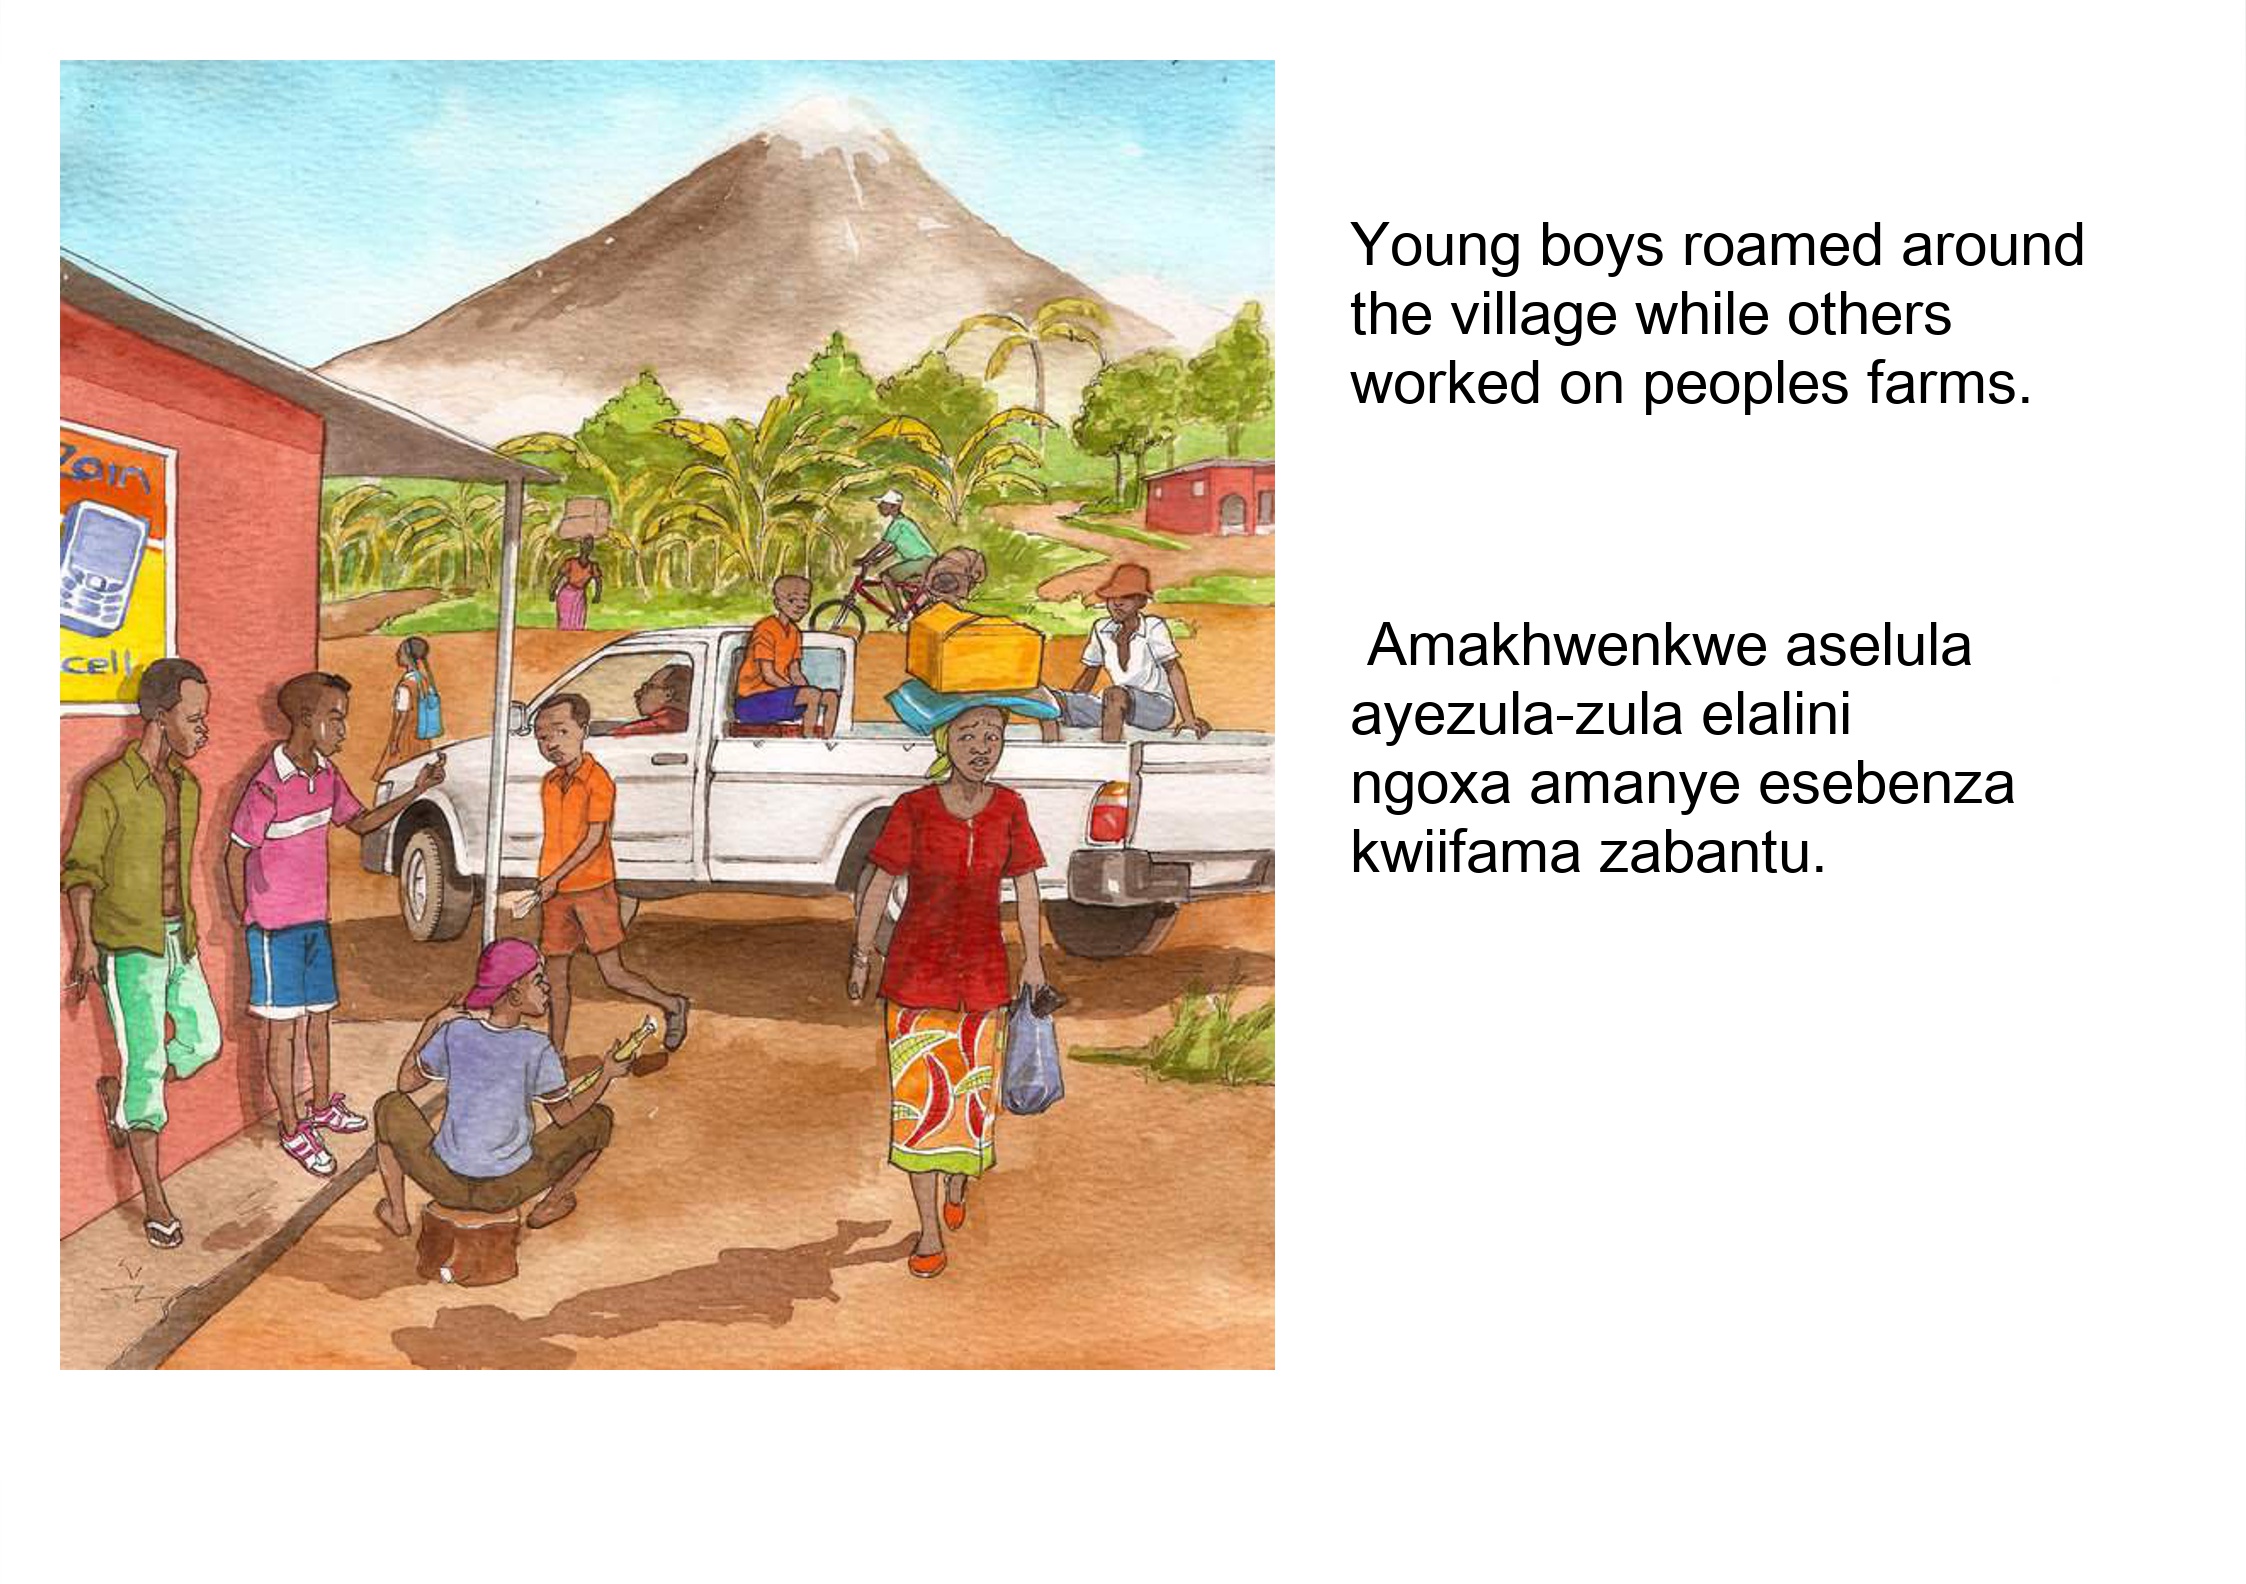 Zain
cell
Young boys roamed around
the village while others
worked on peoples farms.
Amakhwenkwe aselula
ayezula-zula elalini
ngoxa amanye esebenza
kwiifama zabantu.